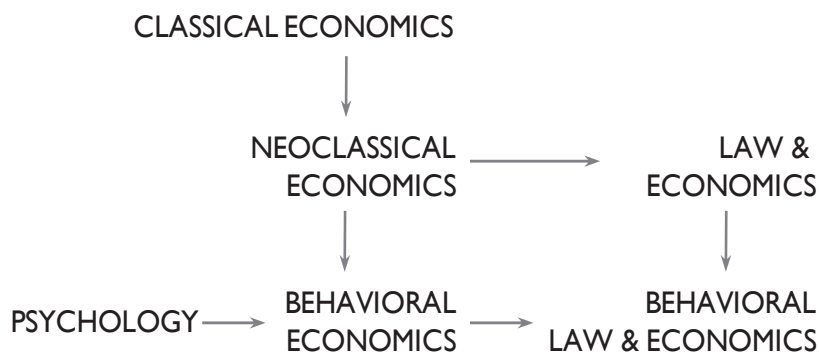 CLASSICAL ECONOMICS
NEOCLASSICAL
ECONOMICS
LAW &
ECONOMICS
PSYCHOLOGY
BEHAVIORAL
ECONOMICS
BEHAVIORAL
LAW & ECONOMICS